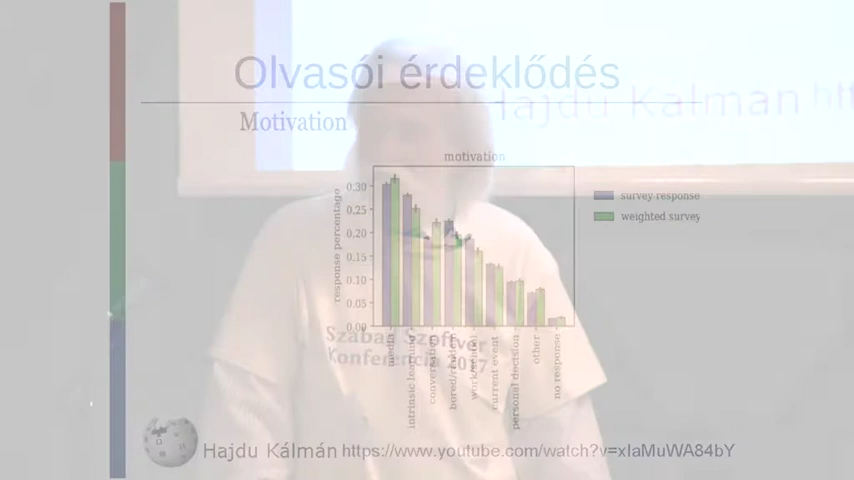 Olvasói érdeklődés
Hajdu Kálmán
Motivation
motivation
0.30
0.25
0.20
0.15
0.10
0.05
0.00
response percentage
survey response
weighted survey
media
intrinsic learning
conversation
bored/random
work/school
current event
personal decision
other
no response
Szabad Szoftver
Konferencia 2017
Hajdu Kálmán https://www.youtube.com/watch?v=xIaMuWA84bY